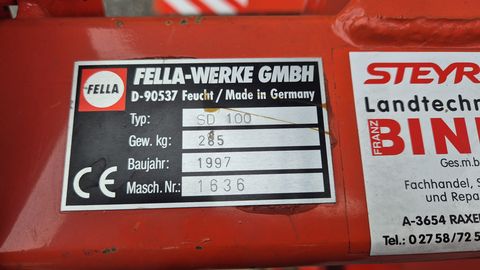 FELLA
FELLA-WERKE GMBH
D-90537 Feucht / Made in Germany
Typ: SD 100
Gew. kg: 285
Baujahr: 1997
Masch. Nr.: 1636
CE
STEYR
Landtechn
FRANZ
BIN
Ges.m.b
Fachhandel, S
und Repa
A-3654 RAXE
Tel.: 0 27 58/72 5